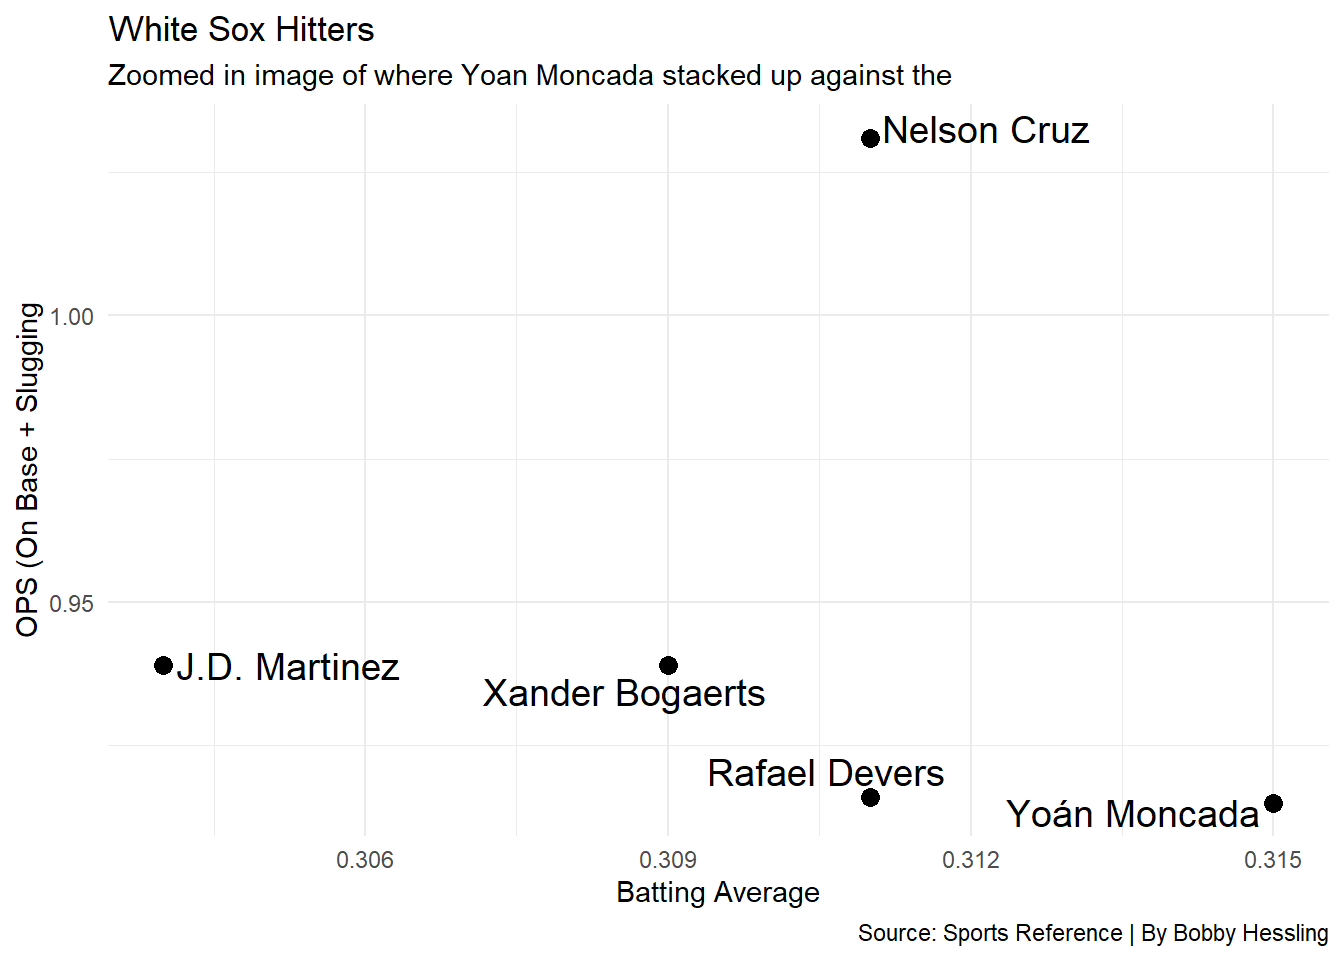 White Sox Hitters
Zoomed in image of where Yoan Moncada stacked up against the
Nelson Cruz
1.00
OPS (On Base + Slugging
0.95
J.D. Martinez
Xander Bogaerts
Rafael Devers
Yoán Moncada
0.306 0.309 0.312 0.315
Batting Average
Source: Sports Reference | By Bobby Hessling